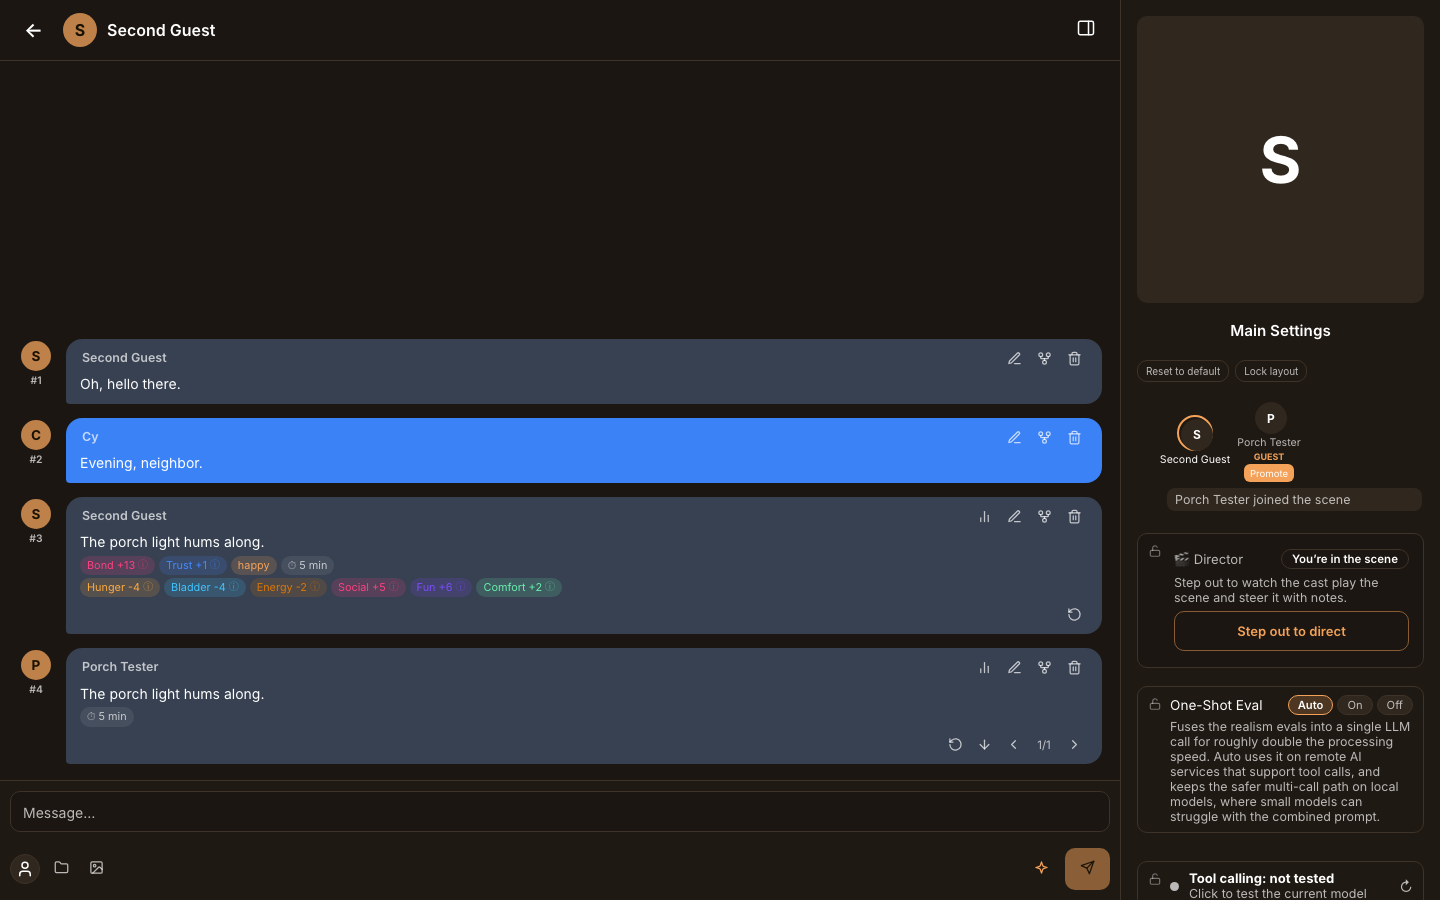 S Second Guest
S
#1
Second Guest
Oh, hello there.
C
#2
Cy
Evening, neighbor.
S
#3
Second Guest
The porch light hums along.
Bond +13 ⓘ Trust +1 ⓘ happy ⏱ 5 min
Hunger -4 ⓘ Bladder -4 ⓘ Energy -2 ⓘ Social +5 ⓘ Fun +6 ⓘ Comfort +2 ⓘ
P
#4
Porch Tester
The porch light hums along.
⏱ 5 min
1/1
Message...
S
Main Settings
Reset to default Lock layout
S
Second Guest
P
Porch Tester
GUEST
Promote
Porch Tester joined the scene
🎬 Director You're in the scene
Step out to watch the cast play the
scene and steer it with notes.
Step out to direct
One-Shot Eval Auto On Off
Fuses the realism evals into a single LLM
call for roughly double the processing
speed. Auto uses it on remote AI
services that support tool calls, and
keeps the safer multi-call path on local
models, where small models can
struggle with the combined prompt.
Tool calling: not tested
Click to test the current model